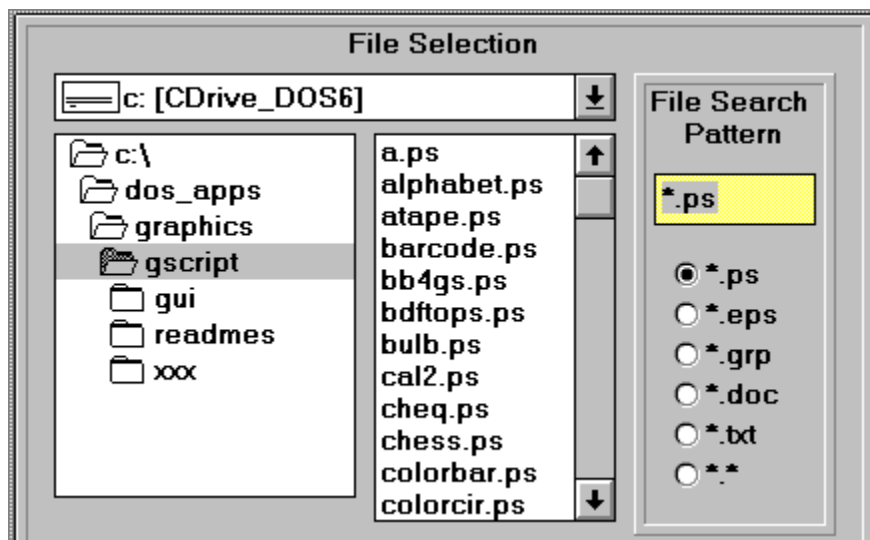 File Selection
c: [CDrive_DOS6]
c:\
dos_apps
graphics
gscript
gui
readmes
xxx
a.ps
alphabet.ps
atape.ps
barcode.ps
bb4gs.ps
bdftops.ps
bulb.ps
cal2.ps
cheq.ps
chess.ps
colorbar.ps
colorcir.ps
File Search
Pattern
*.ps
*.ps
*.eps
*.grp
*.doc
*.txt
*.*